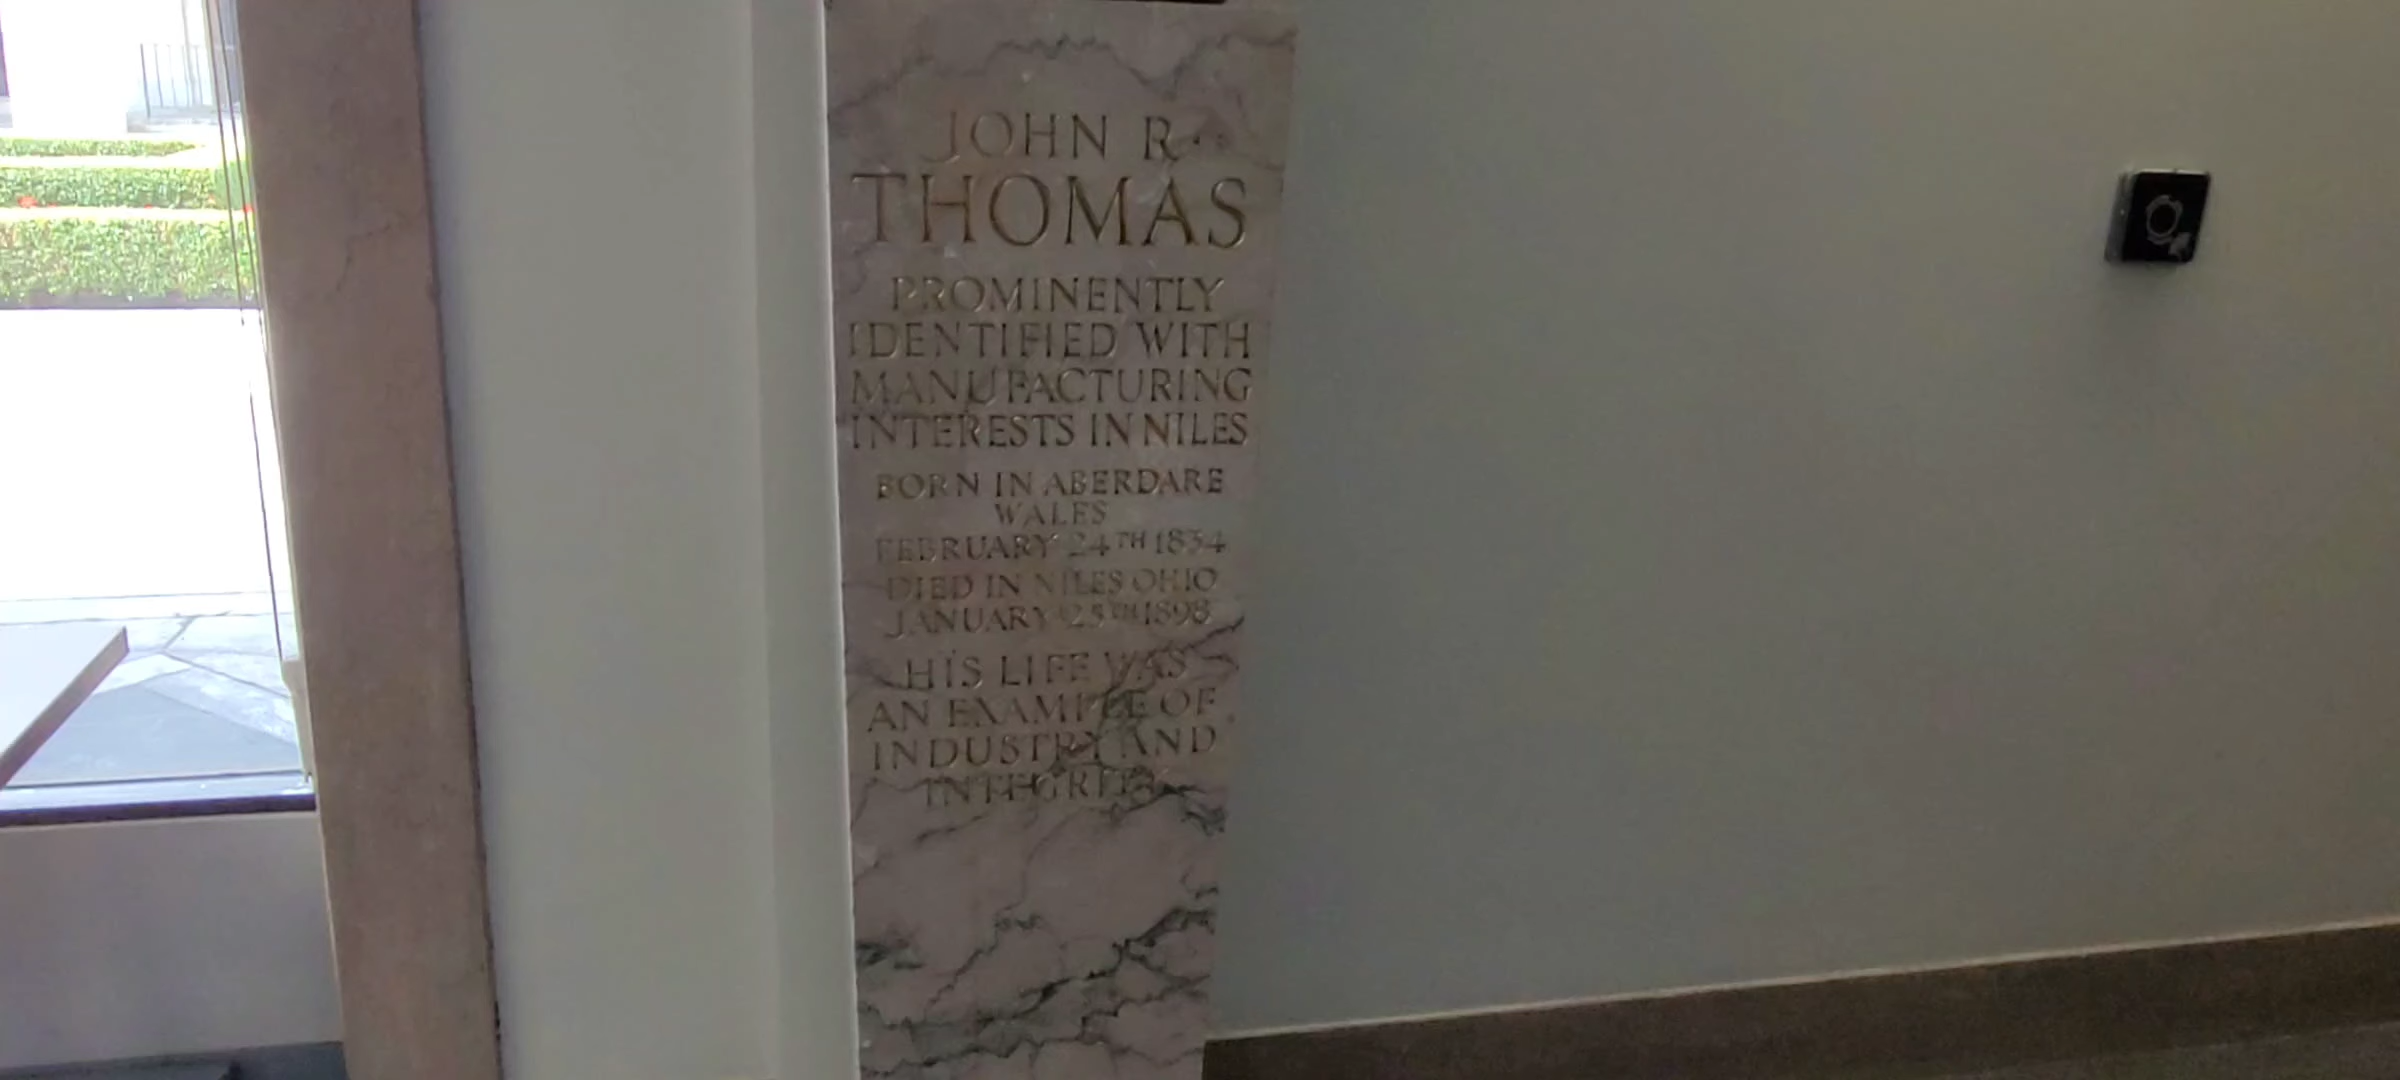 JOHN R.
THOMAS
PROMINENTLY
IDENTIFIED WITH
MANUFACTURING
INTERESTS IN NILES
BORN IN ABERDARE
WALES
FEBRUARY 24TH 1834
DIED IN NILES OHIO
JANUARY 25TH 1898
HIS LIFE WAS
AN EXAMPLE OF
INDUSTRY AND
INTEGRITY